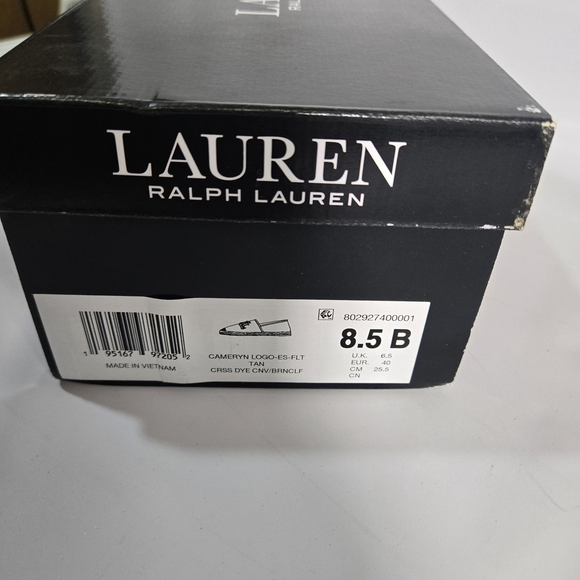 LAUREN
RALPH LAUREN
802927400001
8.5 B
U.K. 6.5
EUR. 40
CM 25.5
CN
1 95167 97205 2
MADE IN VIETNAM
CAMERYN LOGO-ES-FLT
TAN
CRSS DYE CNV/BRNCLF